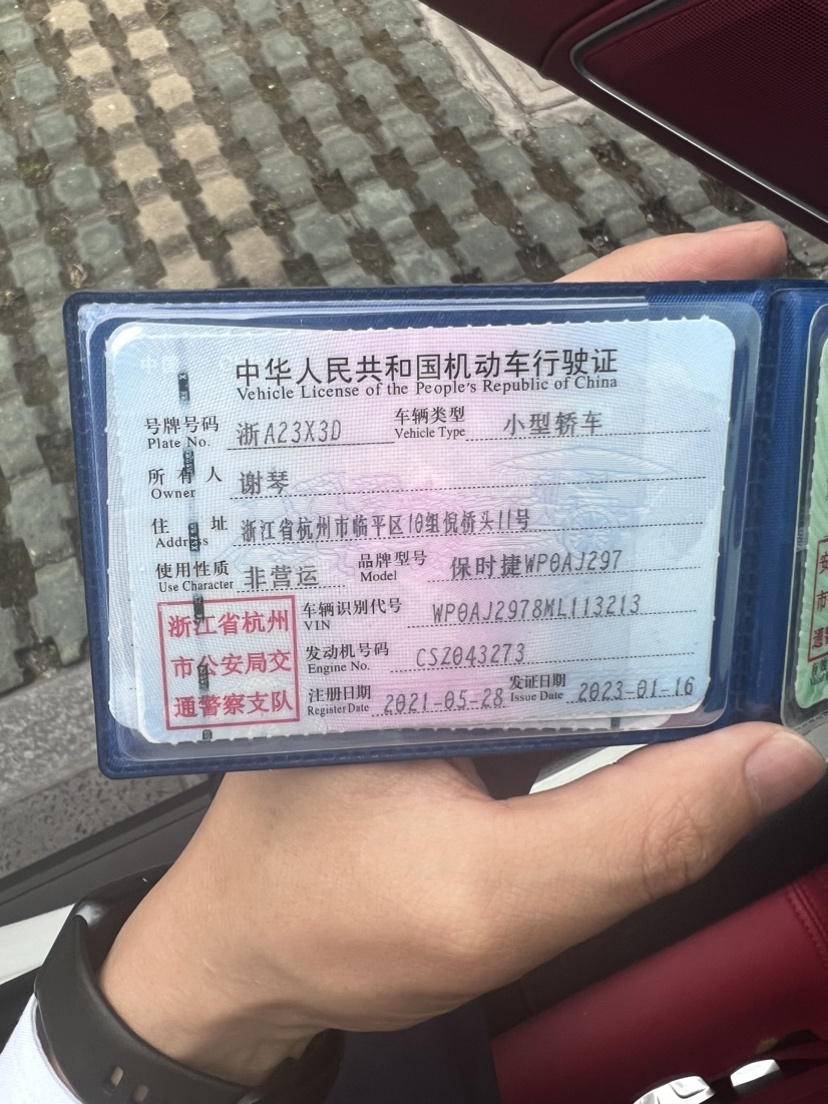 中华人民共和国机动车行驶证
Vehicle License of the People's Republic of China
号牌号码 浙A23X3D 车辆类型 小型轿车
Plate No. Vehicle Type
所有人 谢琴
Owner
住址 浙江省杭州市临平区10组倪桥头11号
Address
使用性质 非营运 品牌型号 保时捷WP0AJ297
Use Character Model
浙江省杭州
市公安局交
通警察支队
车辆识别代号 WP0AJ2978ML113213
VIN
发动机号码 CSZ043273
Engine No.
注册日期 2021-05-28 发证日期 2023-01-16
Register Date Issue Date